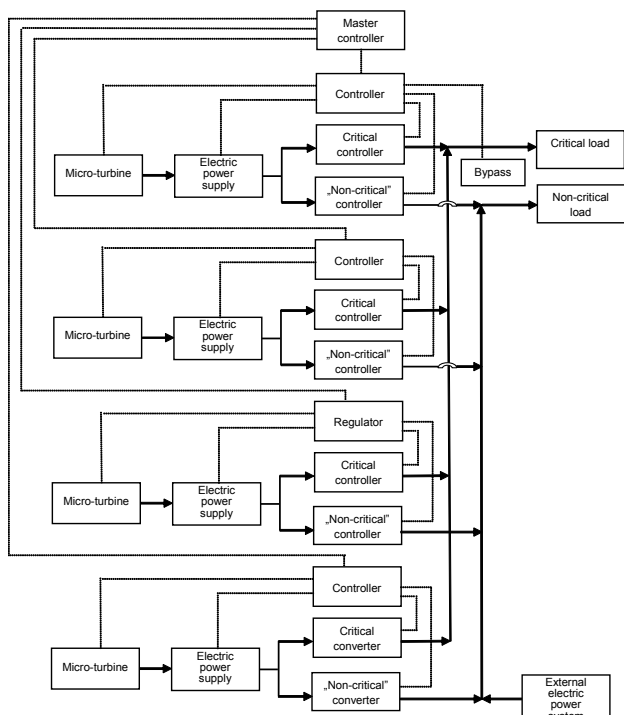 Master
controller
Controller
Critical
controller
Critical load
Micro-turbine
Electric
power
supply
Bypass
„Non-critical”
controller
Non-critical
load
Controller
Critical
controller
Micro-turbine
Electric
power
supply
„Non-critical”
controller
Regulator
Critical
controller
Micro-turbine
Electric
power
supply
„Non-critical”
controller
Controller
Critical
converter
Micro-turbine
Electric
power
supply
„Non-critical”
converter
External
electric
power
system